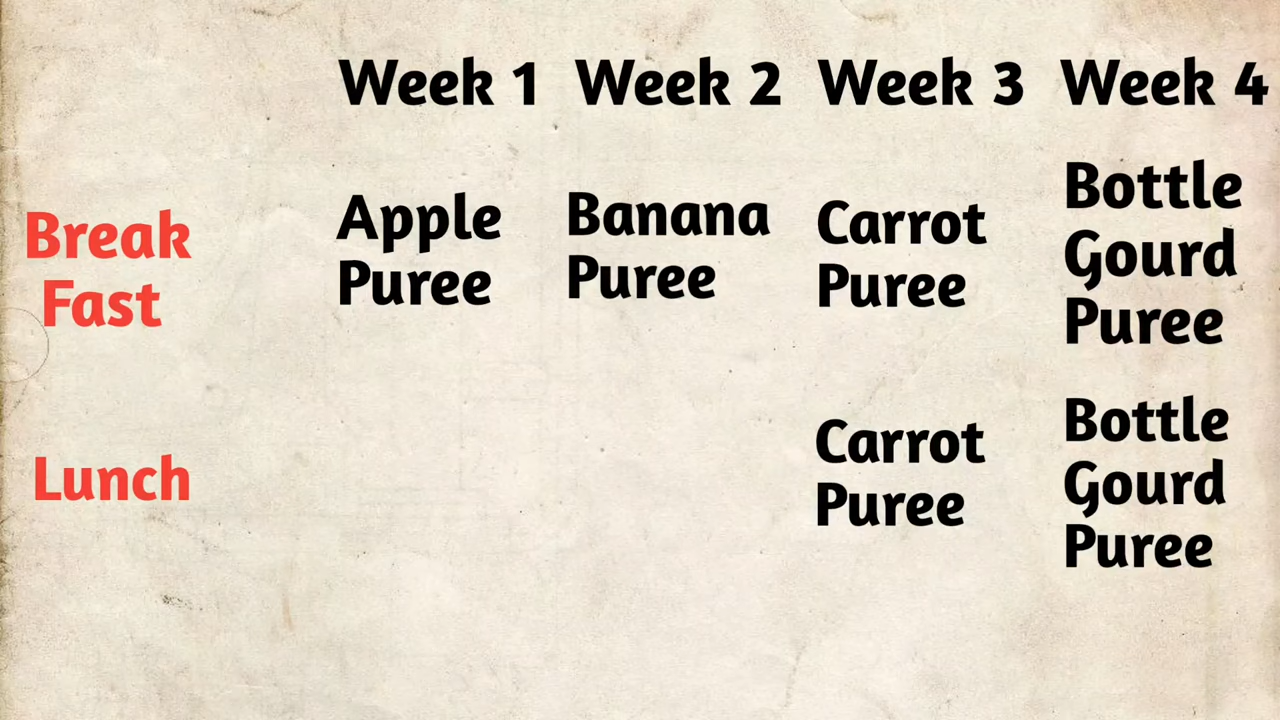 Week 1 Week 2 Week 3 Week 4
Break
Fast
Apple
Puree
Banana
Puree
Carrot
Puree
Bottle
Gourd
Puree
Lunch
Carrot
Puree
Bottle
Gourd
Puree